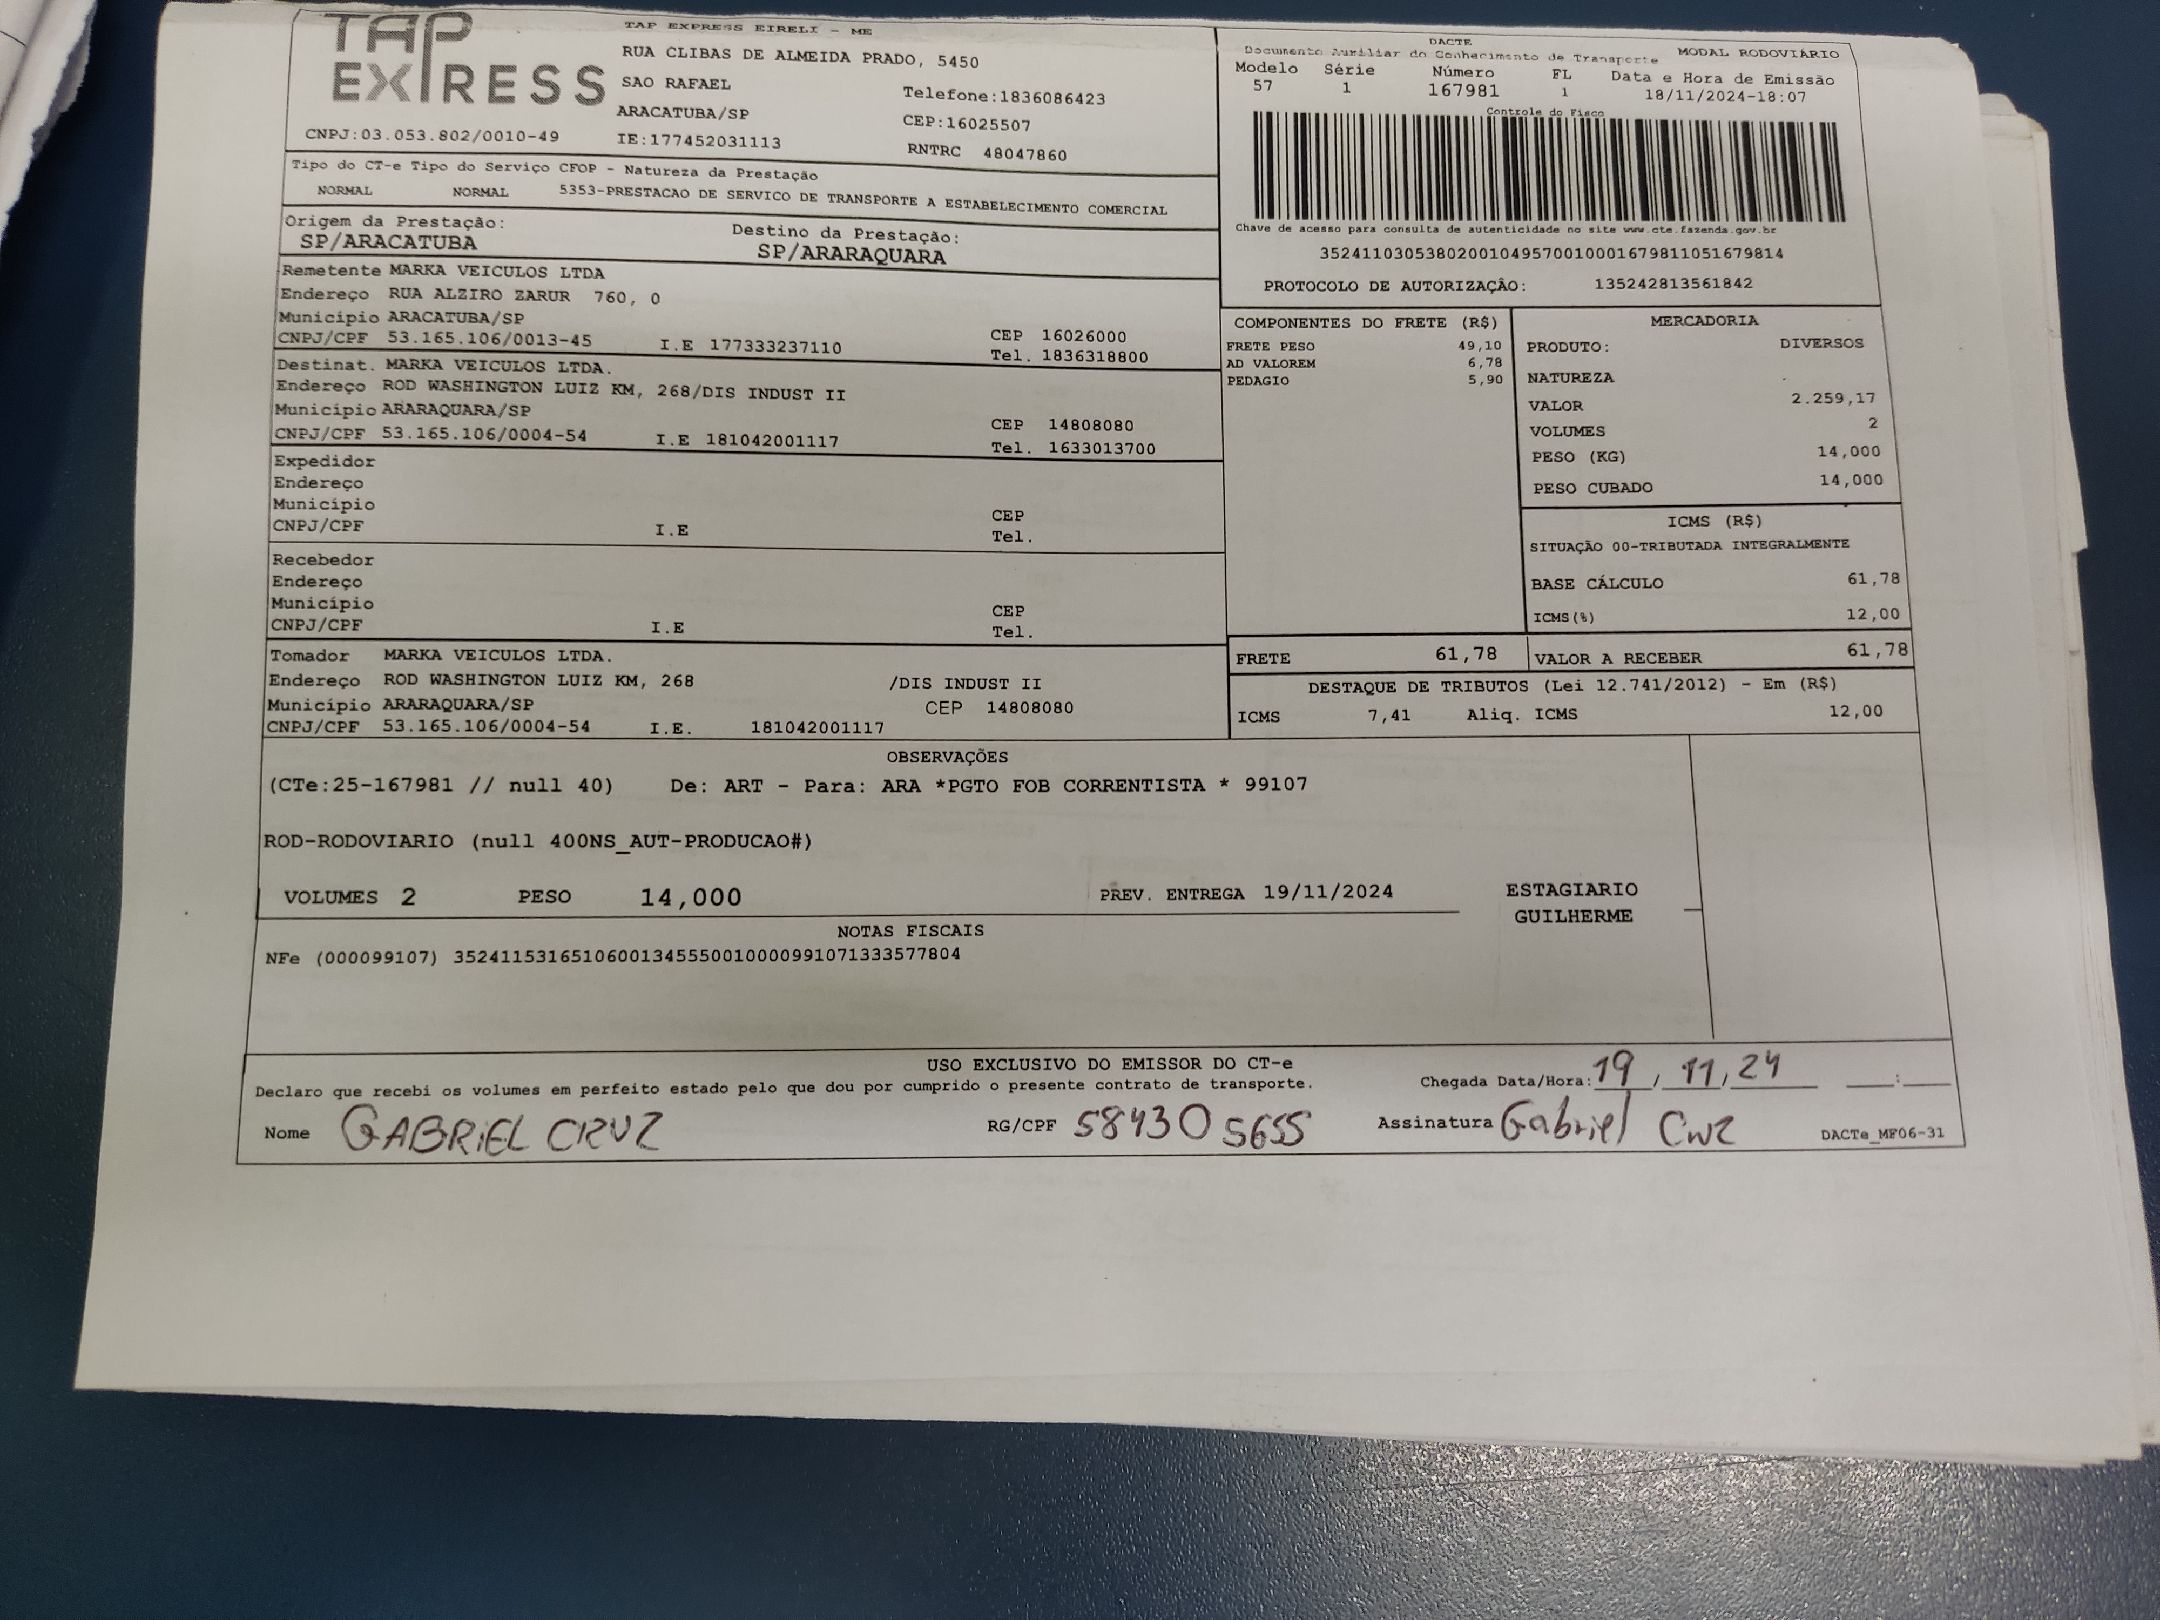 TAP EXPRESS
TAP EXPRESS EIRELI - ME
RUA CLIBAS DE ALMEIDA PRADO, 5450
SAO RAFAEL
Telefone:1836086423
ARACATUBA/SP
CEP:16025507
CNPJ:03.053.802/0010-49
IE:177452031113
RNTRC 48047860
DACTE
Documento Auxiliar do Conhecimento de Transporte
MODAL RODOVIÁRIO
Modelo Série Número FL Data e Hora de Emissão
57 1 167981 1 18/11/2024-18:07
Controle do Fisco
Chave de acesso para consulta de autenticidade no site www.cte.fazenda.gov.br
35241103053802001049570010001679811051679814
PROTOCOLO DE AUTORIZAÇÃO: 135242813561842
Tipo do CT-e Tipo do Serviço CFOP - Natureza da Prestação
NORMAL NORMAL 5353-PRESTACAO DE SERVICO DE TRANSPORTE A ESTABELECIMENTO COMERCIAL
Origem da Prestação: Destino da Prestação:
SP/ARACATUBA SP/ARARAQUARA
Remetente MARKA VEICULOS LTDA
Endereço RUA ALZIRO ZARUR 760, 0
Município ARACATUBA/SP CEP 16026000
CNPJ/CPF 53.165.106/0013-45 I.E 177333237110 Tel. 1836318800
Destinat. MARKA VEICULOS LTDA.
Endereço ROD WASHINGTON LUIZ KM, 268/DIS INDUST II
Município ARARAQUARA/SP CEP 14808080
CNPJ/CPF 53.165.106/0004-54 I.E 181042001117 Tel. 1633013700
Expedidor
Endereço
Município CEP
CNPJ/CPF I.E Tel.
Recebedor
Endereço
Município CEP
CNPJ/CPF I.E Tel.
Tomador MARKA VEICULOS LTDA.
Endereço ROD WASHINGTON LUIZ KM, 268 /DIS INDUST II
Município ARARAQUARA/SP CEP 14808080
CNPJ/CPF 53.165.106/0004-54 I.E. 181042001117
COMPONENTES DO FRETE (R$)
FRETE PESO 49,10
AD VALOREM 6,78
PEDAGIO 5,90
MERCADORIA
PRODUTO: DIVERSOS
NATUREZA
VALOR 2.259,17
VOLUMES 2
PESO (KG) 14,000
PESO CUBADO 14,000
ICMS (R$)
SITUAÇÃO 00-TRIBUTADA INTEGRALMENTE
BASE CÁLCULO 61,78
ICMS(%) 12,00
FRETE 61,78 VALOR A RECEBER 61,78
DESTAQUE DE TRIBUTOS (Lei 12.741/2012) - Em (R$)
ICMS 7,41 Aliq. ICMS 12,00
OBSERVAÇÕES
(CTe:25-167981 // null 40) De: ART - Para: ARA *PGTO FOB CORRENTISTA * 99107
ROD-RODOVIARIO (null 400NS_AUT-PRODUCAO#)
VOLUMES 2 PESO 14,000 PREV. ENTREGA 19/11/2024 ESTAGIARIO
GUILHERME
NOTAS FISCAIS
NFe (000099107) 35241153165106001345550010000991071333577804
USO EXCLUSIVO DO EMISSOR DO CT-e
Declaro que recebi os volumes em perfeito estado pelo que dou por cumprido o presente contrato de transporte. Chegada Data/Hora: 19 / 11 / 24 :
Nome GABRIEL CRUZ RG/CPF 584305655 Assinatura Gabriel Cruz DACTe_MF06-31